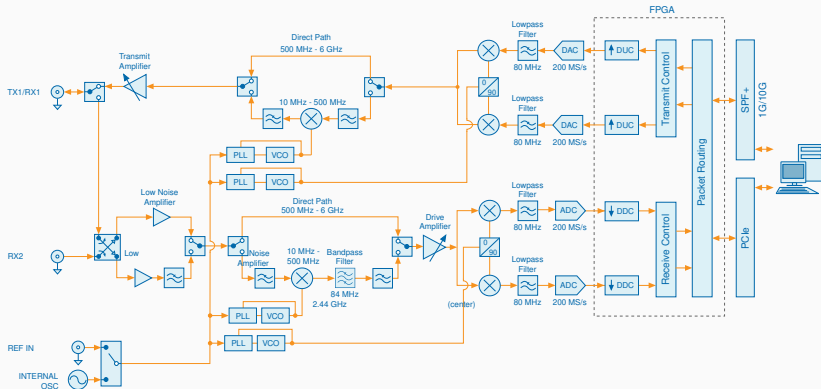 FPGA
Transmit
Amplifier
TX1/RX1
Direct Path
500 MHz - 6 GHz
10 MHz - 500 MHz
PLL
VCO
PLL
VCO
Lowpass
Filter
80 MHz
DAC
200 MS/s
DUC
0
90
Lowpass
Filter
80 MHz
DAC
200 MS/s
DUC
Transmit Control
Packet Routing
SPF+
1G/10G
PCIe
Low Noise
Amplifier
RX2
Low
Direct Path
500 MHz - 6 GHz
Noise
Amplifier
10 MHz -
500 MHz
Bandpass
Filter
84 MHz
2.44 GHz
Drive
Amplifier
(center)
PLL
VCO
PLL
VCO
Lowpass
Filter
80 MHz
ADC
200 MS/s
DDC
0
90
Lowpass
Filter
80 MHz
ADC
200 MS/s
DDC
Receive Control
REF IN
INTERNAL
OSC